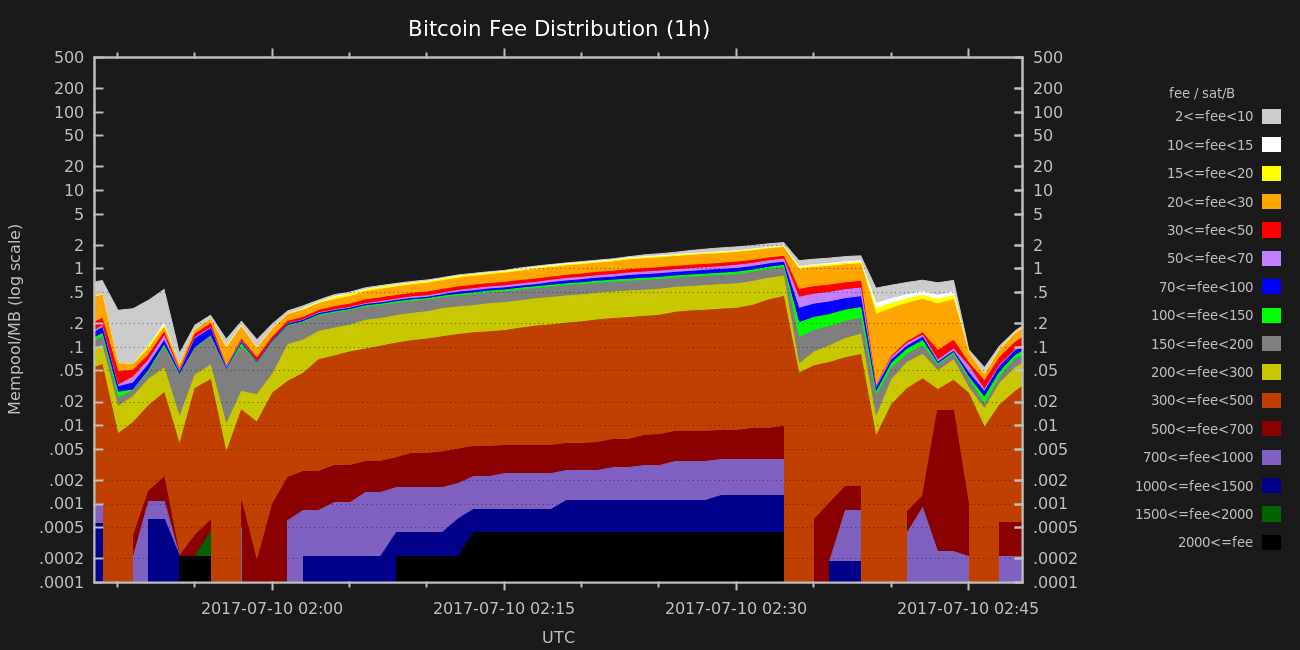 Bitcoin Fee Distribution (1h)
Mempool/MB (log scale)
500
200
100
50
20
10
5
2
1
.5
.2
.1
.05
.02
.01
.005
.002
.001
.0005
.0002
.0001
500
200
100
50
20
10
5
2
1
.5
.2
.1
.05
.02
.01
.005
.002
.001
.0005
.0002
.0001
2017-07-10 02:00
2017-07-10 02:15
2017-07-10 02:30
2017-07-10 02:45
UTC
fee / sat/B
2<=fee<10
10<=fee<15
15<=fee<20
20<=fee<30
30<=fee<50
50<=fee<70
70<=fee<100
100<=fee<150
150<=fee<200
200<=fee<300
300<=fee<500
500<=fee<700
700<=fee<1000
1000<=fee<1500
1500<=fee<2000
2000<=fee